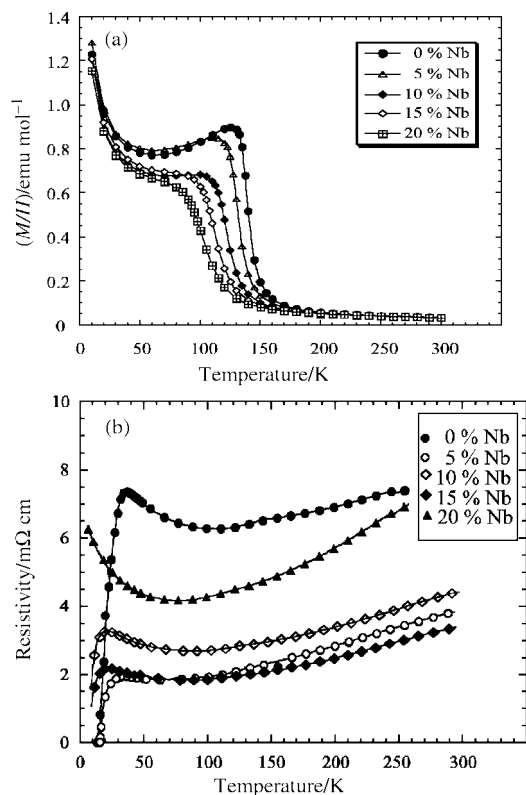 (a)
0 % Nb
5 % Nb
10 % Nb
15 % Nb
20 % Nb
1.4
1.2
1.0
0.8
0.6
0.4
0.2
0
(M/H)/emu mol⁻¹
0 50 100 150 200 250 300
Temperature/K
(b)
0 % Nb
5 % Nb
10 % Nb
15 % Nb
20 % Nb
10
8
6
4
2
0
Resistivity/mΩ cm
0 50 100 150 200 250 300
Temperature/K